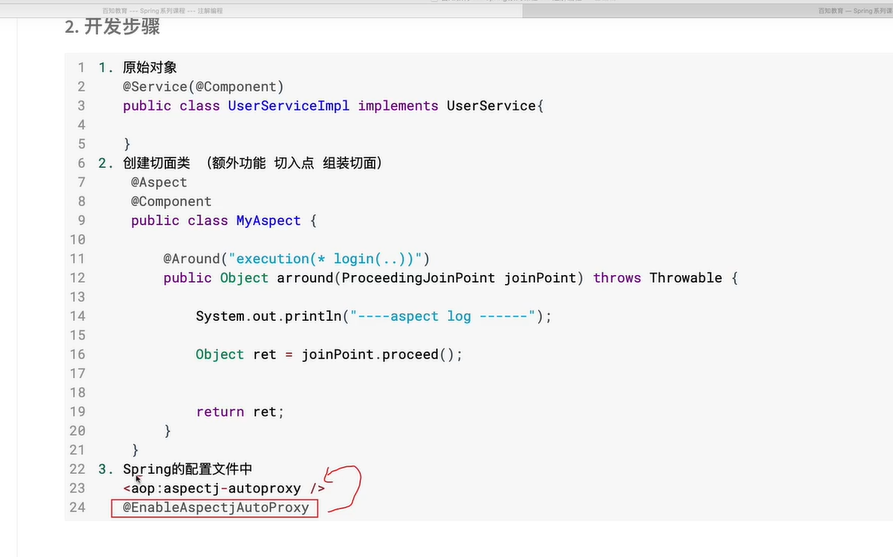 百知教育 --- Spring系列课程 --- 注解编程
百知教育 --- Spring系列课
2. 开发步骤
1 1. 原始对象
2 @Service(@Component)
3 public class UserServiceImpl implements UserService{
4
5 }
6 2. 创建切面类 (额外功能 切入点 组装切面)
7 @Aspect
8 @Component
9 public class MyAspect {
10
11 @Around("execution(* login(..))")
12 public Object arround(ProceedingJoinPoint joinPoint) throws Throwable {
13
14 System.out.println("----aspect log ------");
15
16 Object ret = joinPoint.proceed();
17
18
19 return ret;
20 }
21 }
22 3. Spring的配置文件中
23 <aop:aspectj-autoproxy />
24 @EnableAspectjAutoProxy